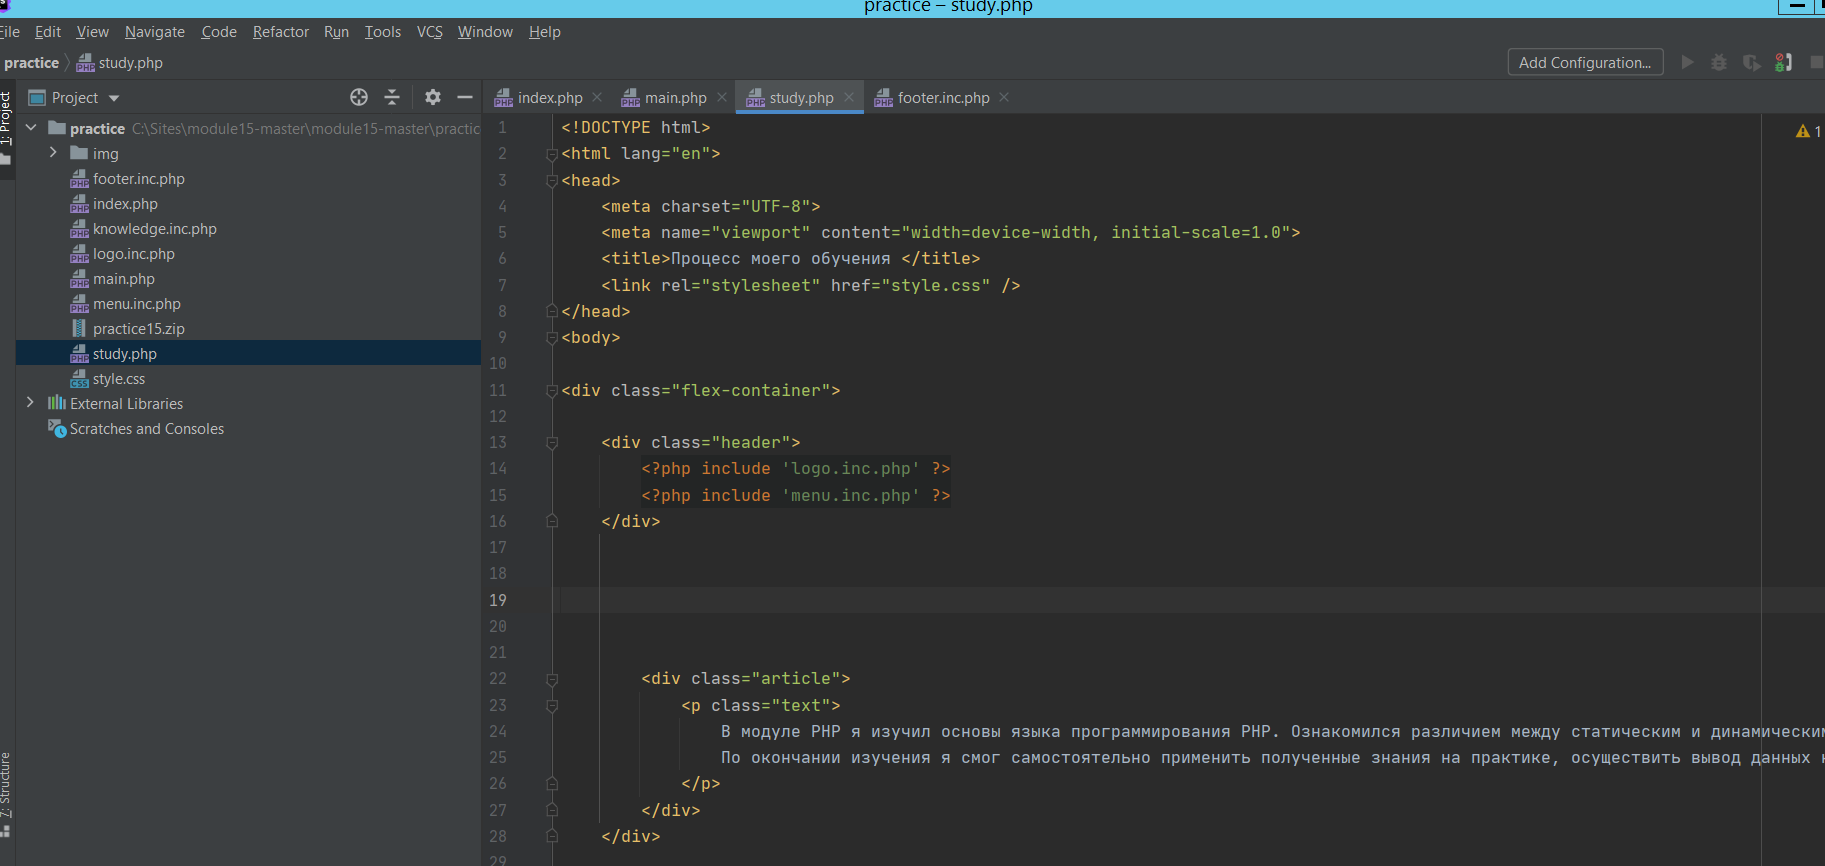 practice – study.php
File Edit View Navigate Code Refactor Run Tools VCS Window Help
practice study.php
Add Configuration...
1: Project
Project
index.php
main.php
study.php
footer.inc.php
practice C:\Sites\module15-master\module15-master\practic
img
footer.inc.php
index.php
knowledge.inc.php
logo.inc.php
main.php
menu.inc.php
practice15.zip
study.php
style.css
External Libraries
Scratches and Consoles
7: Structure
1 <!DOCTYPE html>
2 <html lang="en">
3 <head>
4 <meta charset="UTF-8">
5 <meta name="viewport" content="width=device-width, initial-scale=1.0">
6 <title>Процесс моего обучения </title>
7 <link rel="stylesheet" href="style.css" />
8 </head>
9 <body>
10
11 <div class="flex-container">
12
13 <div class="header">
14 <?php include 'logo.inc.php' ?>
15 <?php include 'menu.inc.php' ?>
16 </div>
17
18
19
20
21
22 <div class="article">
23 <p class="text">
24 В модуле PHP я изучил основы языка программирования PHP. Ознакомился различием между статическим и динамическим
25 По окончании изучения я смог самостоятельно применить полученные знания на практике, осуществить вывод данных
26 </p>
27 </div>
28 </div>
29
1